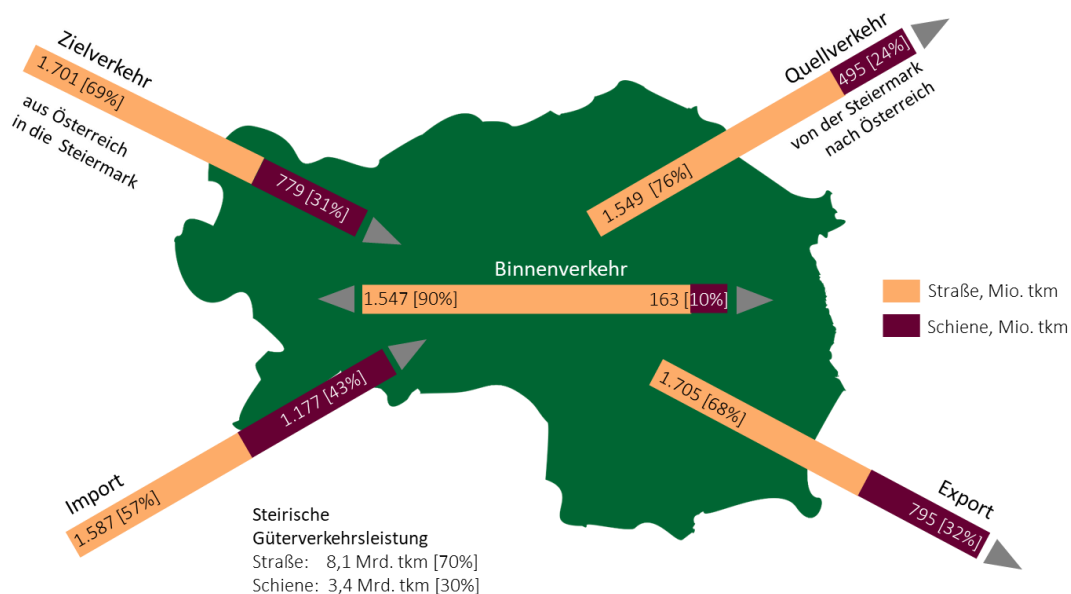 Zielverkehr
1.701 [69%]
779 [31%]
aus Österreich
in die Steiermark
Quellverkehr
495 [24%]
1.549 [76%]
von der Steiermark
nach Österreich
Binnenverkehr
1.547 [90%]
163 [10%]
Straße, Mio. tkm
Schiene, Mio. tkm
Import
1.587 [57%]
1.177 [43%]
1.705 [68%]
795 [32%]
Export
Steirische
Güterverkehrsleistung
Straße: 8,1 Mrd. tkm [70%]
Schiene: 3,4 Mrd. tkm [30%]